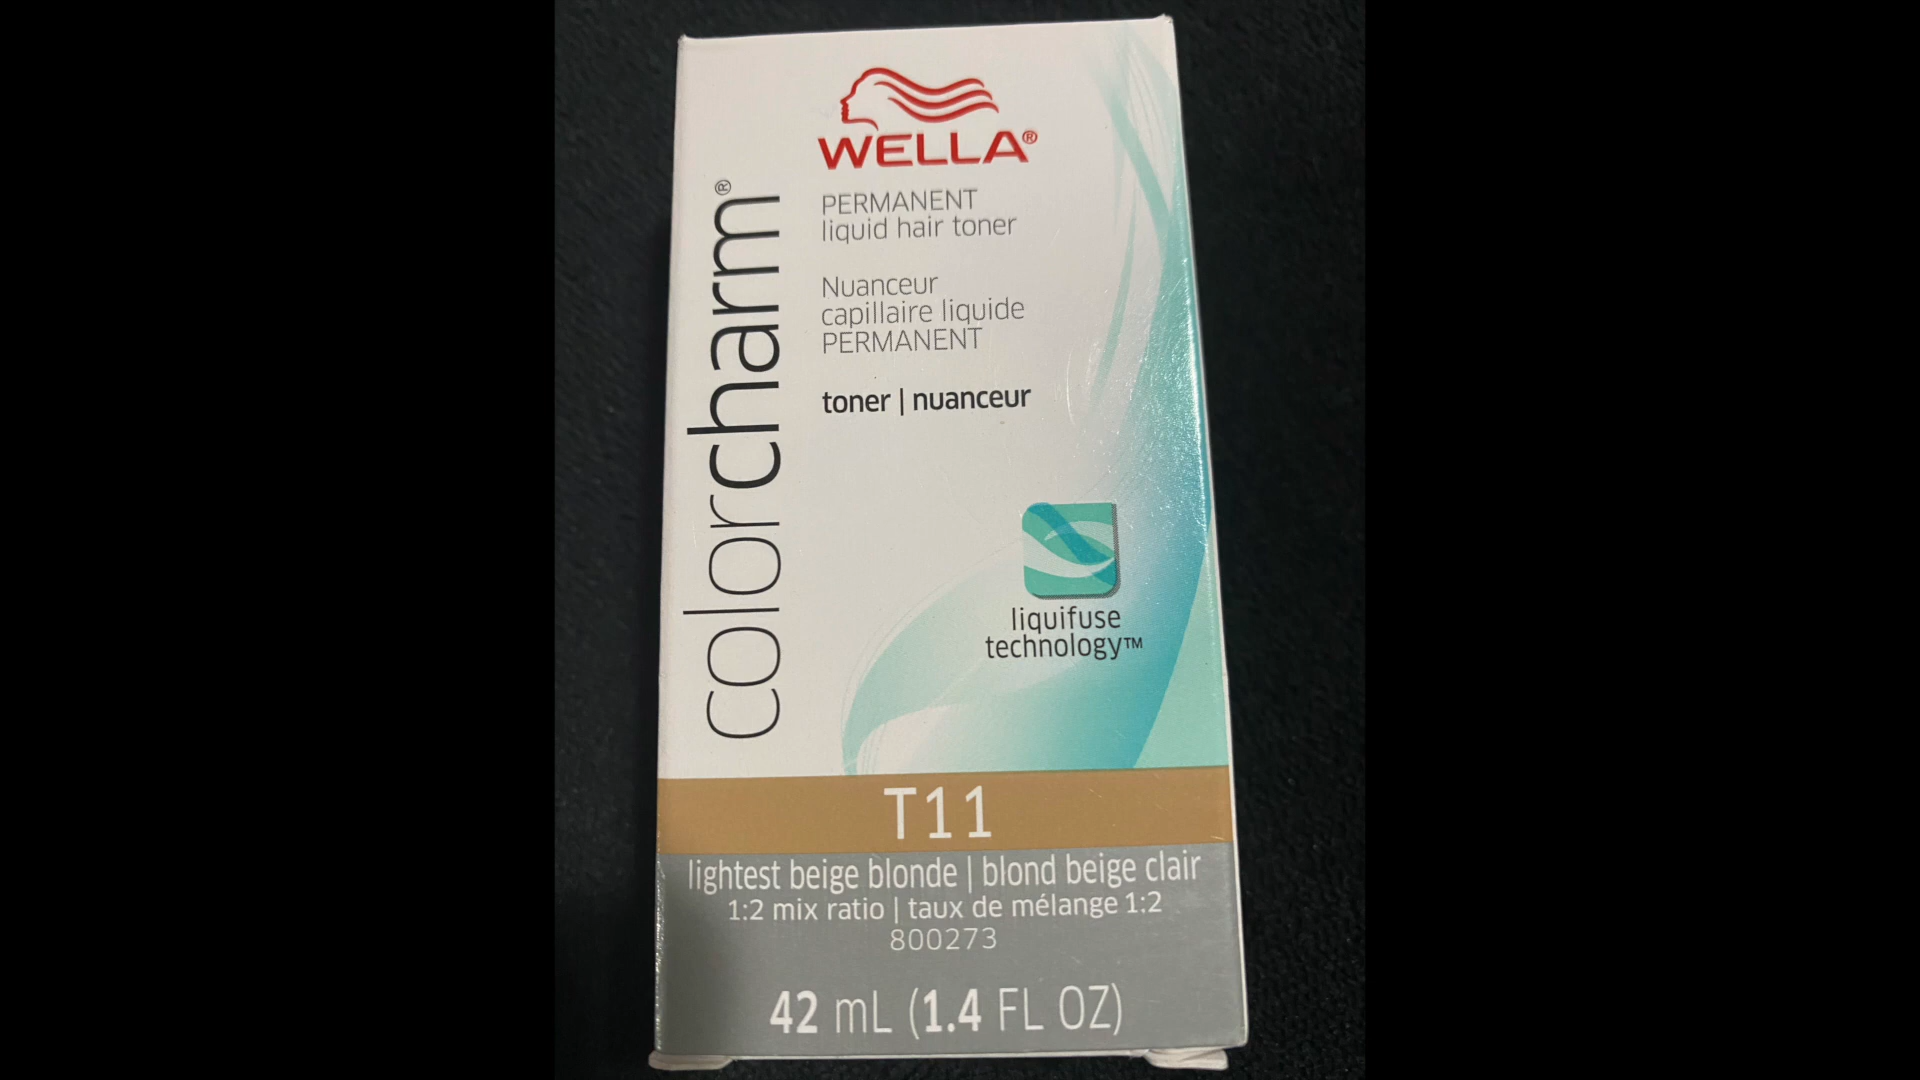 WELLA®
colorcharm®
PERMANENT
liquid hair toner
Nuanceur
capillaire liquide
PERMANENT
toner | nuanceur
liquifuse
technology™
T11
lightest beige blonde | blond beige clair
1:2 mix ratio | taux de mélange 1:2
800273
42 mL (1.4 FL OZ)